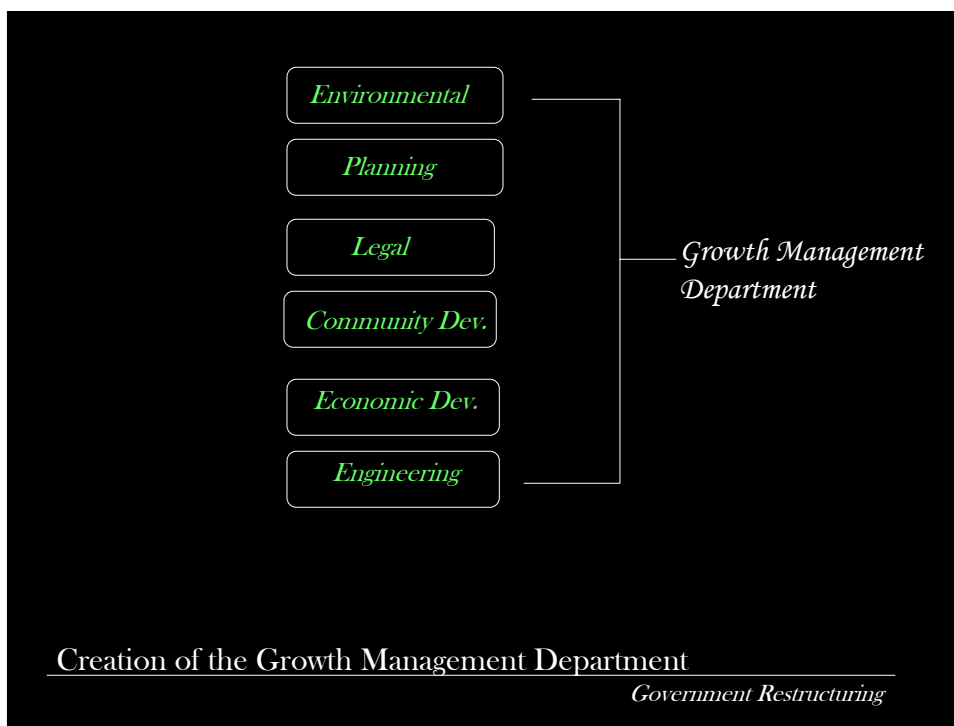 Environmental
Planning
Legal
Community Dev.
Economic Dev.
Engineering
Growth Management
Department
Creation of the Growth Management Department
Government Restructuring